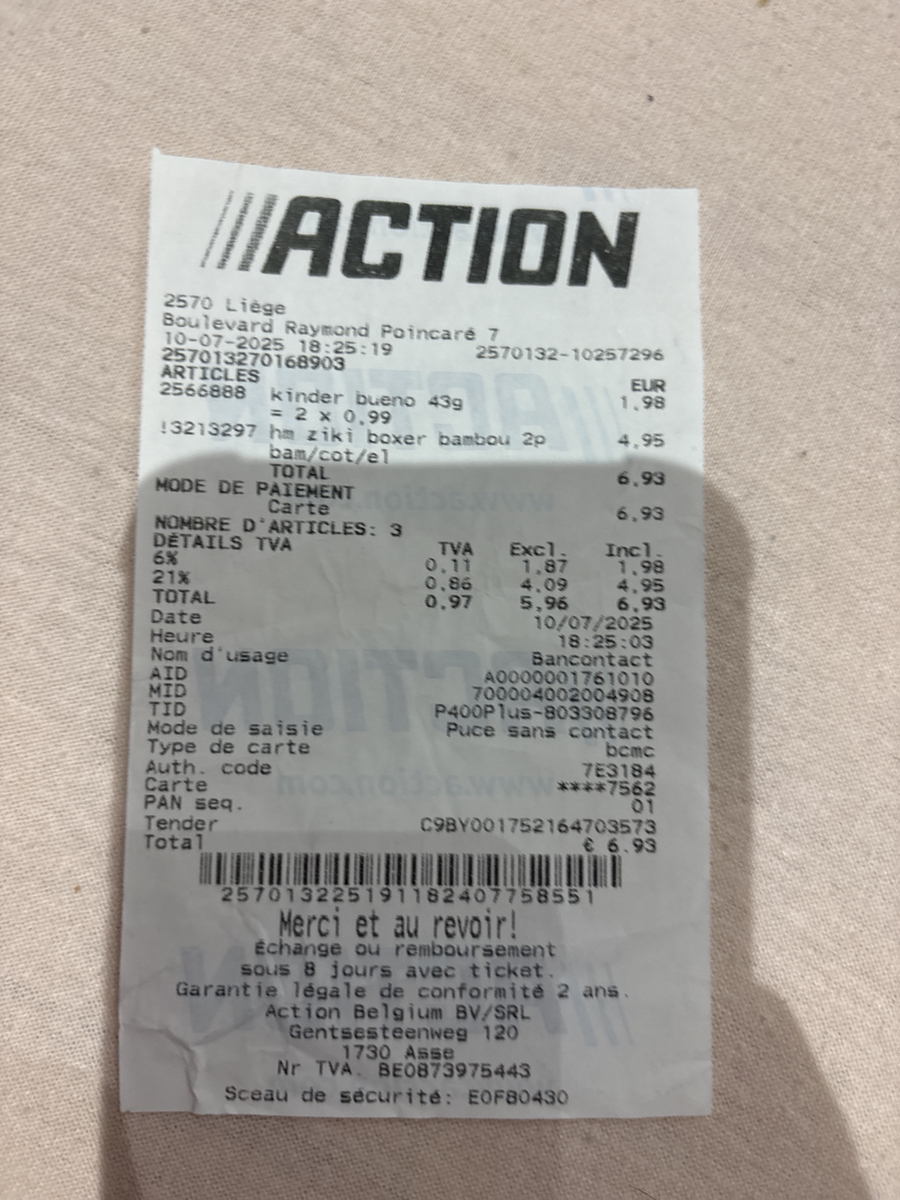 ACTION
2570 Liège
Boulevard Raymond Poincaré 7
10-07-2025 18:25:19 2570132-10257296
257013270168903
ARTICLES EUR
2566888 kinder bueno 43g 1,98
= 2 x 0,99
!3213297 hm ziki boxer bambou 2p 4,95
bam/cot/el
TOTAL 6,93
MODE DE PAIEMENT
Carte 6,93
NOMBRE D'ARTICLES: 3
DÉTAILS TVA TVA Excl. Incl.
6% 0,11 1,87 1,98
21% 0,86 4,09 4,95
TOTAL 0,97 5,96 6,93
Date 10/07/2025
Heure 18:25:03
Nom d'usage Bancontact
AID A0000001761010
MID 700004002004908
TID P400Plus-803308796
Mode de saisie Puce sans contact
Type de carte bcmc
Auth. code 7E3184
Carte ****7562
PAN seq. 01
Tender C9BY001752164703573
Total € 6.93
257013225191182407758551
Merci et au revoir!
Échange ou remboursement
sous 8 jours avec ticket.
Garantie légale de conformité 2 ans.
Action Belgium BV/SRL
Gentsesteenweg 120
1730 Asse
Nr TVA. BE0873975443
Sceau de sécurité: E0F80430